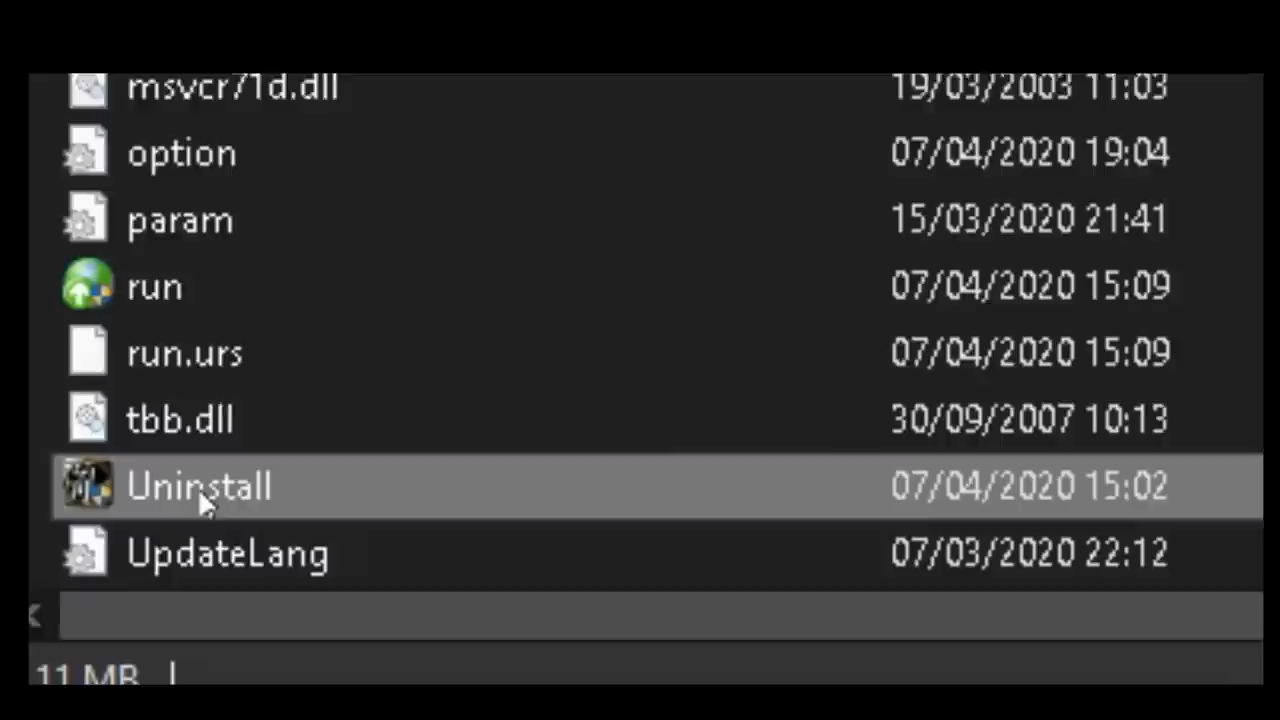 msvcr71d.dll 19/03/2003 11:03
option 07/04/2020 19:04
param 15/03/2020 21:41
run 07/04/2020 15:09
run.urs 07/04/2020 15:09
tbb.dll 30/09/2007 10:13
Uninstall 07/04/2020 15:02
UpdateLang 07/03/2020 22:12
11 MB